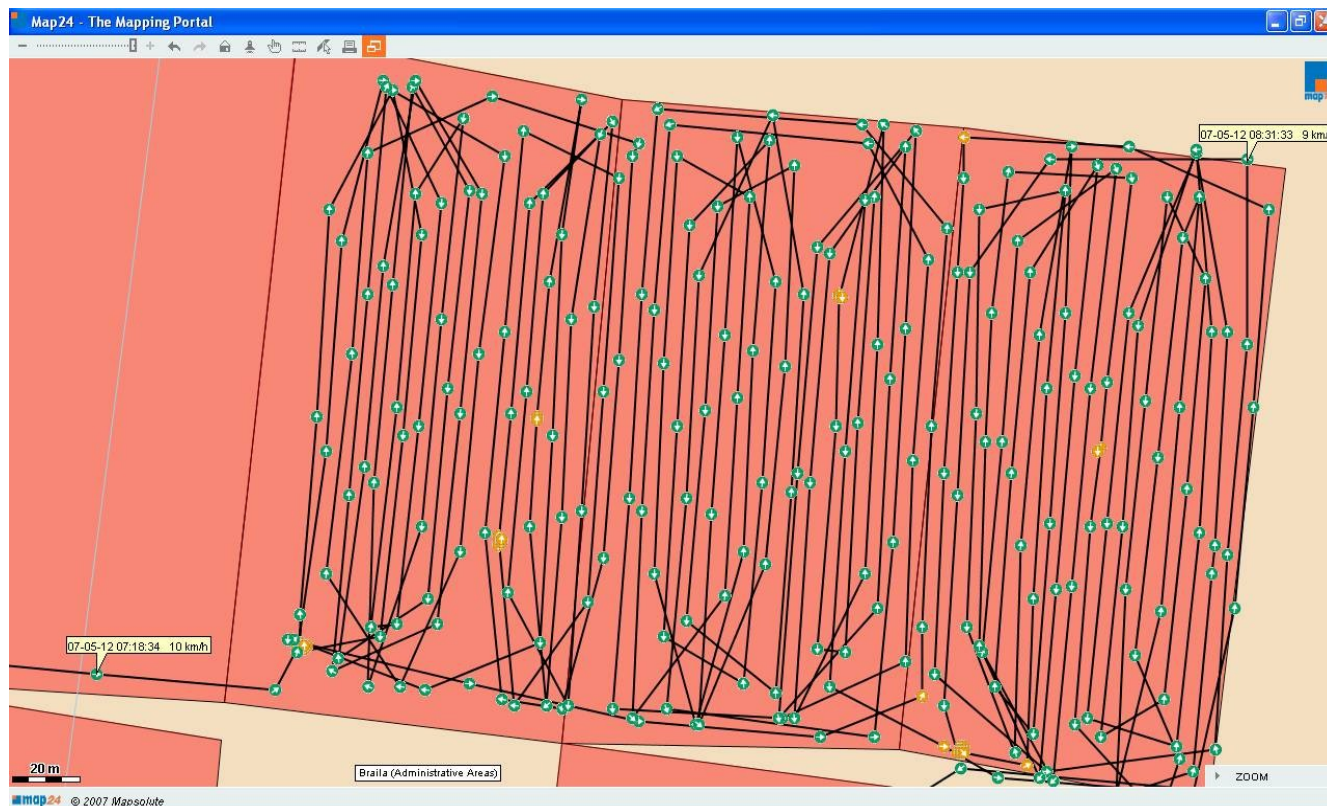 Map24 - The Mapping Portal
map
07-05-12 08:31:33 9 km/
07-05-12 07:18:34 10 km/h
20 m
Braila (Administrative Areas)
ZOOM
map24 © 2007 Mapsolute